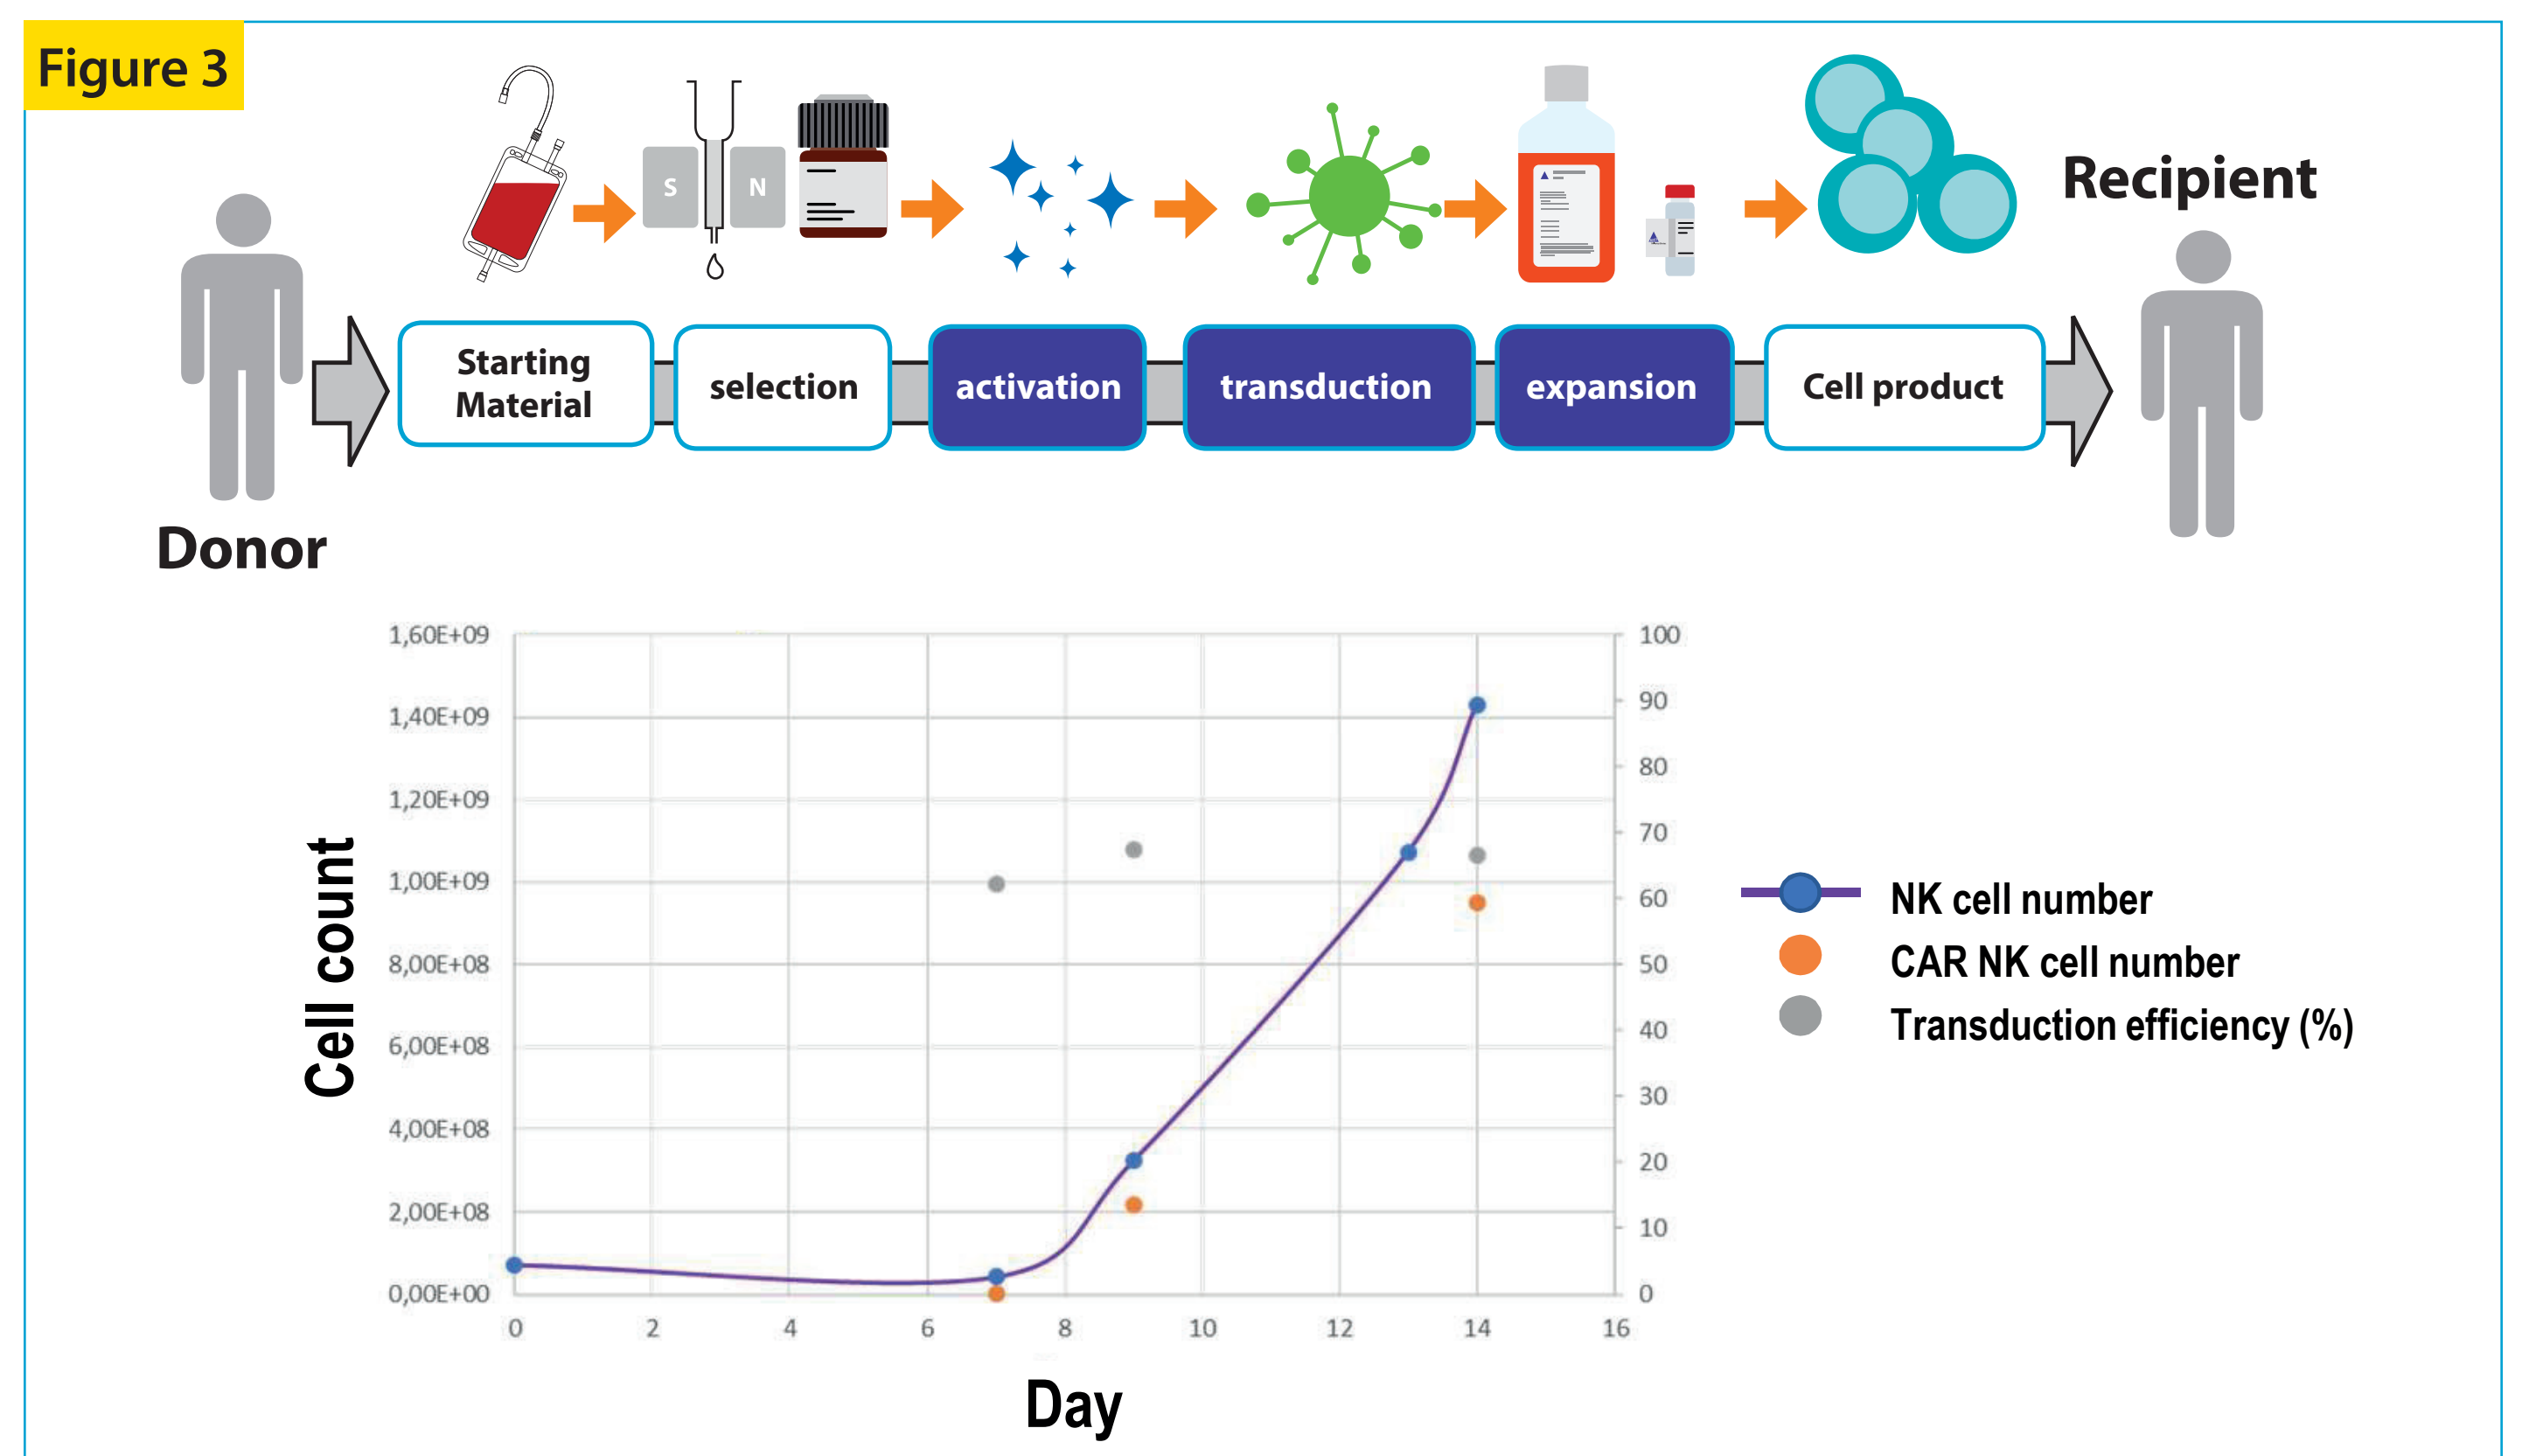 Figure 3
S
N
Recipient
Starting
Material
selection
activation
transduction
expansion
Cell product
Donor
1,60E+09
1,40E+09
1,20E+09
1,00E+09
8,00E+08
6,00E+08
4,00E+08
2,00E+08
0,00E+00
Cell count
100
90
80
70
60
50
40
30
20
10
0
0 2 4 6 8 10 12 14 16
Day
NK cell number
CAR NK cell number
Transduction efficiency (%)